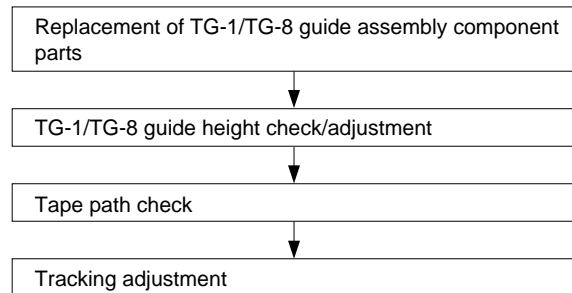 Replacement of TG-1/TG-8 guide assembly component
parts
TG-1/TG-8 guide height check/adjustment
Tape path check
Tracking adjustment